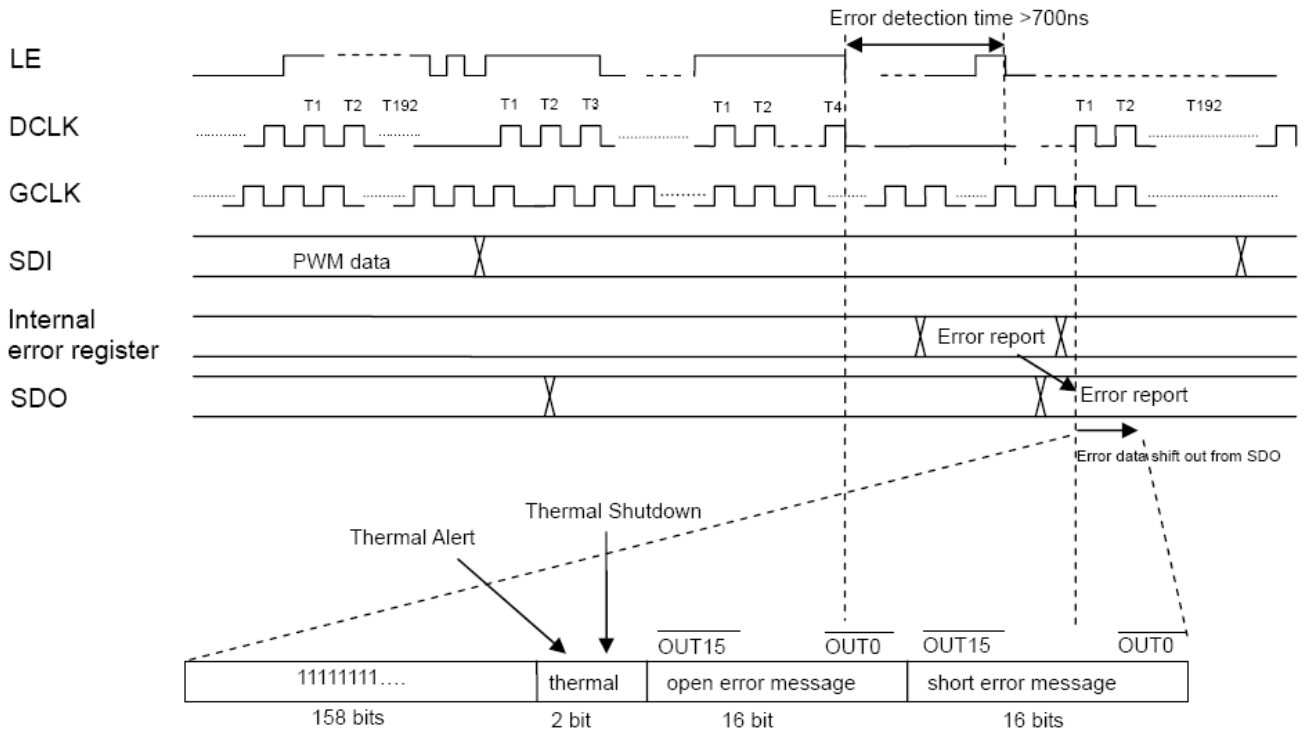 Error detection time >700ns
LE
T1 T2 T192 T1 T2 T3 T1 T2 T4 T1 T2 T192
DCLK
GCLK
SDI
PWM data
Internal
error register
Error report
SDO
Error report
Error data shift out from SDO
Thermal Shutdown
Thermal Alert
OUT15 OUT0 OUT15 OUT0
11111111.... thermal open error message short error message
158 bits 2 bit 16 bit 16 bits